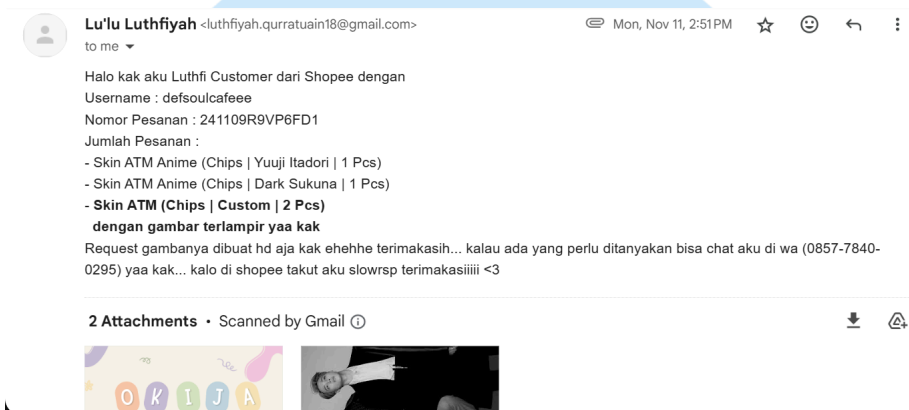 Lu'lu Luthfiyah <luthfiyah.qurratuain18@gmail.com> Mon, Nov 11, 2:51 PM
to me
Halo kak aku Luthfi Customer dari Shopee dengan
Username : defsoulcafeee
Nomor Pesanan : 241109R9VP6FD1
Jumlah Pesanan :
- Skin ATM Anime (Chips | Yuuji Itadori | 1 Pcs)
- Skin ATM Anime (Chips | Dark Sukuna | 1 Pcs)
- Skin ATM (Chips | Custom | 2 Pcs)
dengan gambar terlampir yaa kak
Request gambanya dibuat hd aja kak ehehhe terimakasih... kalau ada yang perlu ditanyakan bisa chat aku di wa (0857-7840-
0295) yaa kak... kalo di shopee takut aku slowrsp terimakasiiiii <3
2 Attachments • Scanned by Gmail
OKIJA